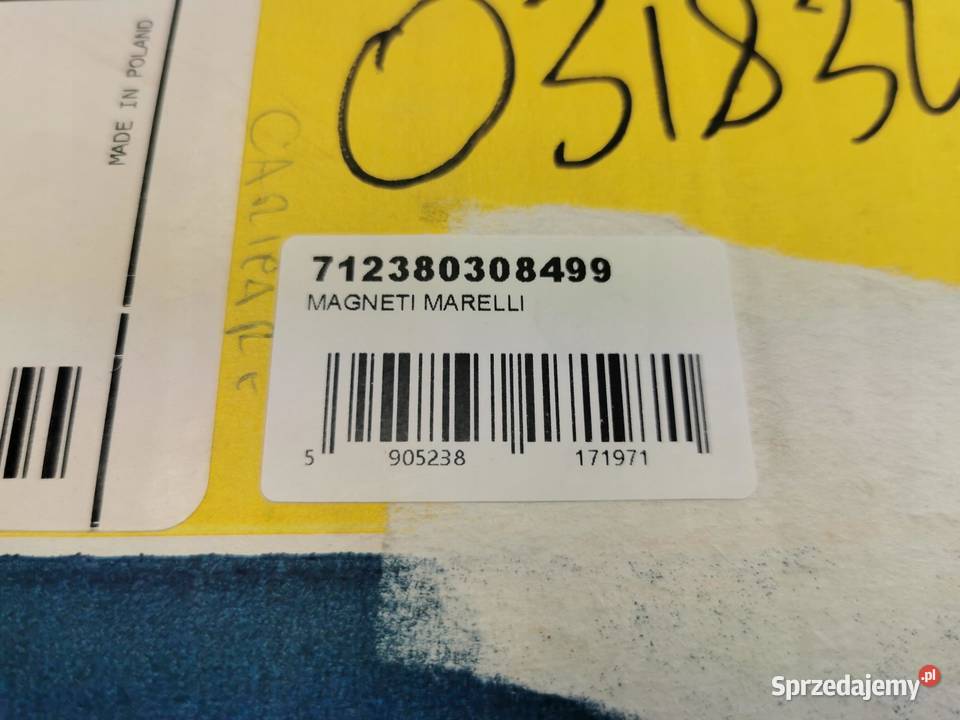 MADE IN POLAND
712380308499
MAGNETI MARELLI
5 905238 171971
Sprzedajemy.pl